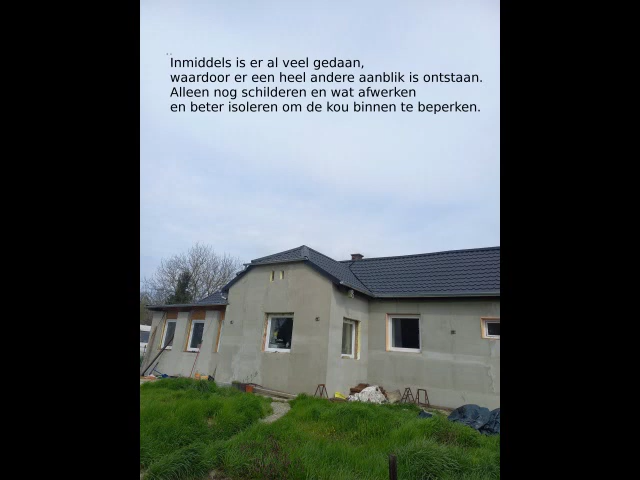 Inmiddels is er al veel gedaan,
waardoor er een heel andere aanblik is ontstaan.
Alleen nog schilderen en wat afwerken
en beter isoleren om de kou binnen te beperken.